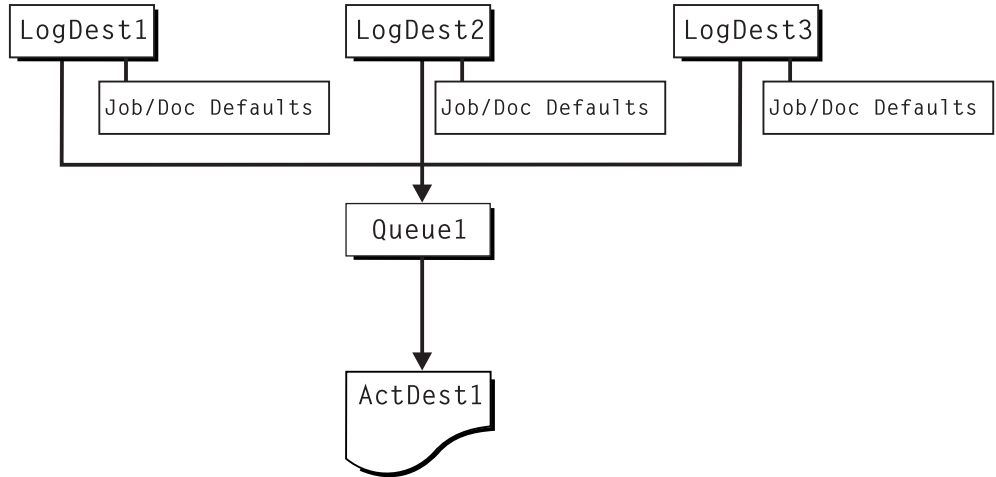 LogDest1
LogDest2
LogDest3
Job/Doc Defaults
Job/Doc Defaults
Job/Doc Defaults
Queue1
ActDest1